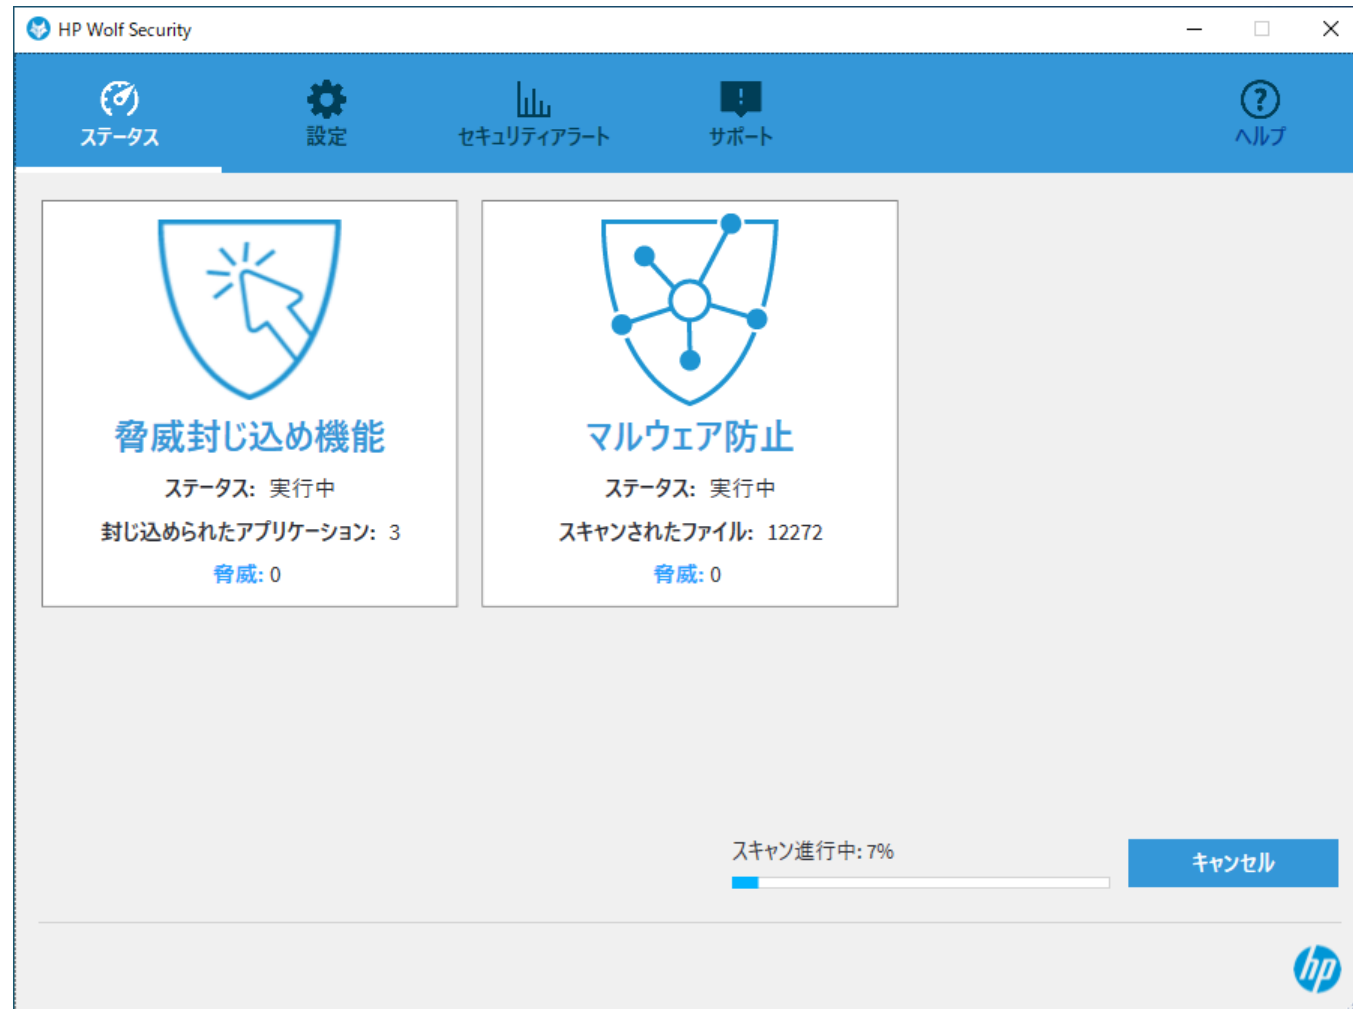 HP Wolf Security
ステータス
設定
セキュリティアラート
サポート
ヘルプ
脅威封じ込め機能
ステータス: 実行中
封じ込められたアプリケーション: 3
脅威: 0
マルウェア防止
ステータス: 実行中
スキャンされたファイル: 12272
脅威: 0
スキャン進行中: 7%
キャンセル
hp